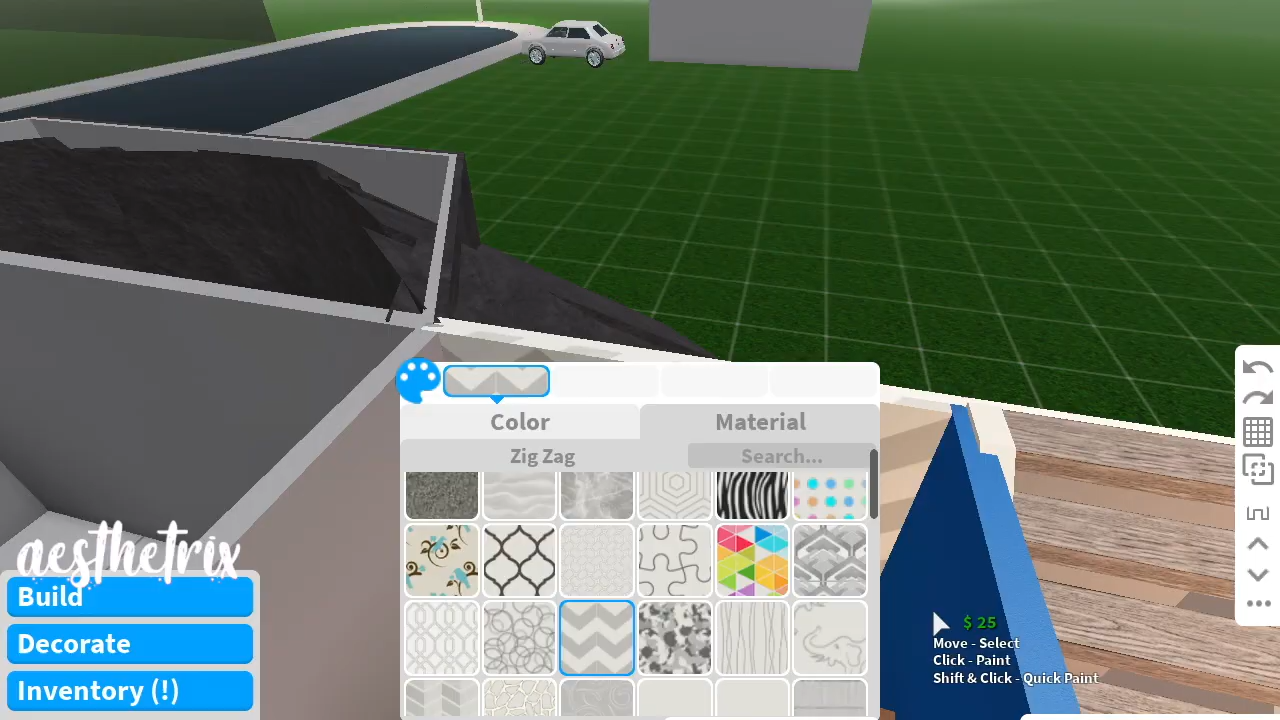 Color
Material
Zig Zag
Search...
aesthetrix
Build
Decorate
Inventory (!)
$ 25
Move - Select
Click - Paint
Shift & Click - Quick Paint